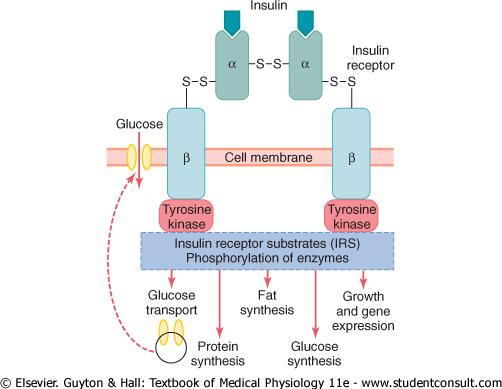 Insulin
Insulin
receptor
α
S
S
α
S
S
S
S
Glucose
β
Cell membrane
β
Tyrosine
kinase
Tyrosine
kinase
Insulin receptor substrates (IRS)
Phosphorylation of enzymes
Glucose
transport
Fat
synthesis
Growth
and gene
expression
Protein
synthesis
Glucose
synthesis
© Elsevier. Guyton & Hall: Textbook of Medical Physiology 11e - www.studentconsult.com